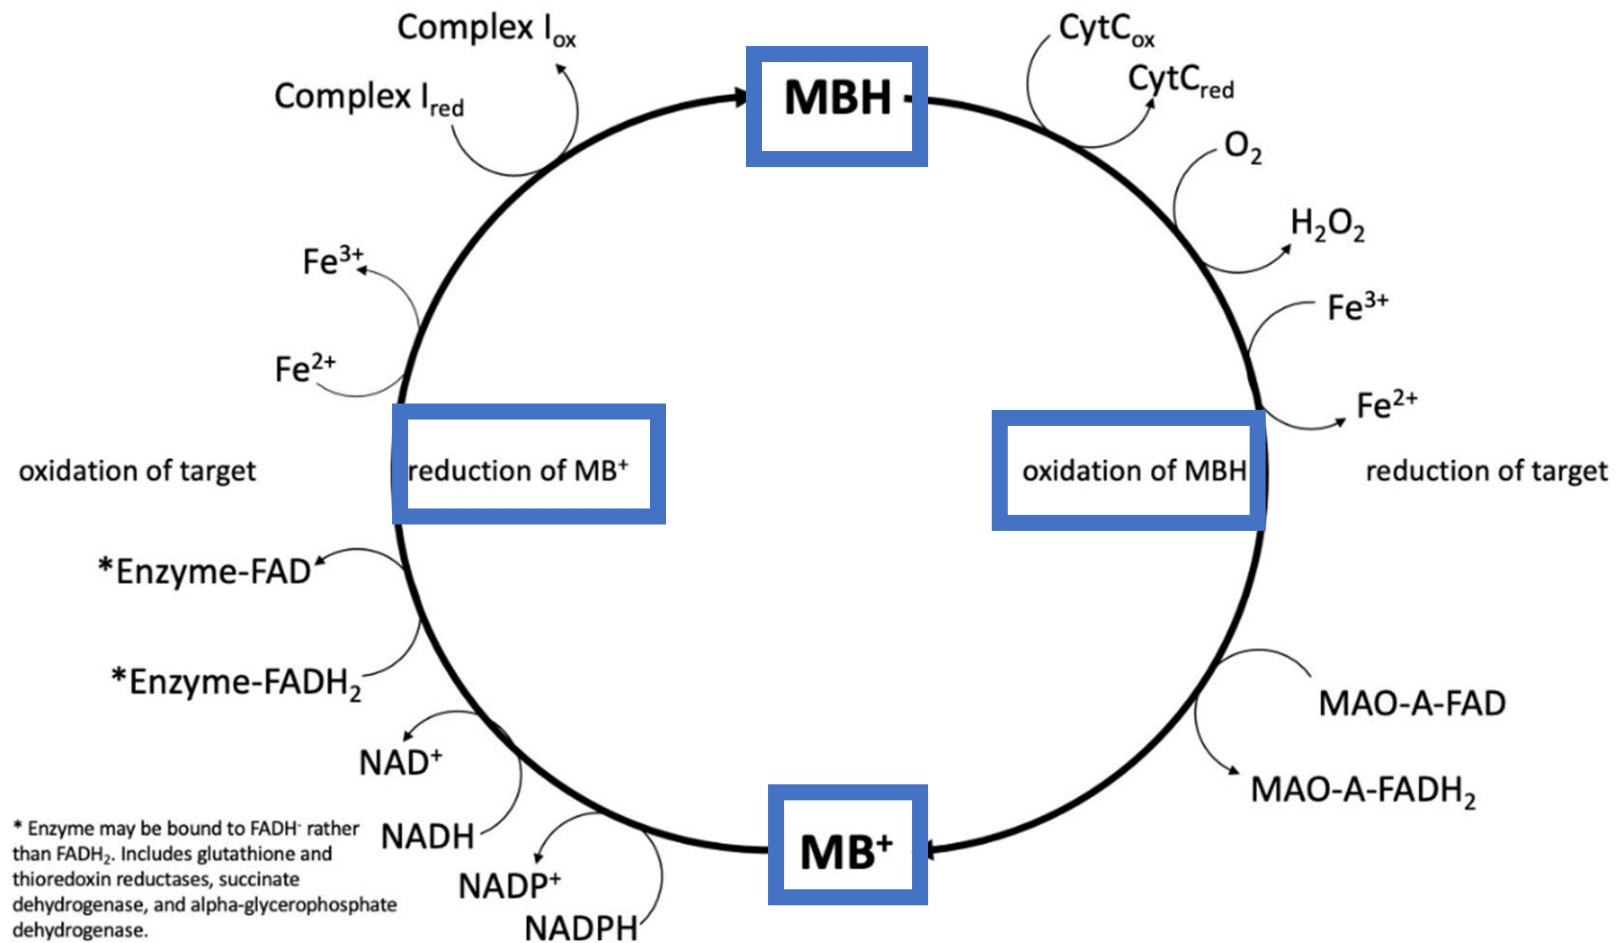 Complex Iox
Complex Ired
MBH
CytCox
CytCred
O2
H2O2
Fe3+
Fe2+
Fe3+
Fe2+
oxidation of target
reduction of MB+
oxidation of MBH
reduction of target
*Enzyme-FAD
*Enzyme-FADH2
NAD+
NADH
NADP+
NADPH
MB+
MAO-A-FAD
MAO-A-FADH2
* Enzyme may be bound to FADH- rather
than FADH2. Includes glutathione and
thioredoxin reductases, succinate
dehydrogenase, and alpha-glycerophosphate
dehydrogenase.